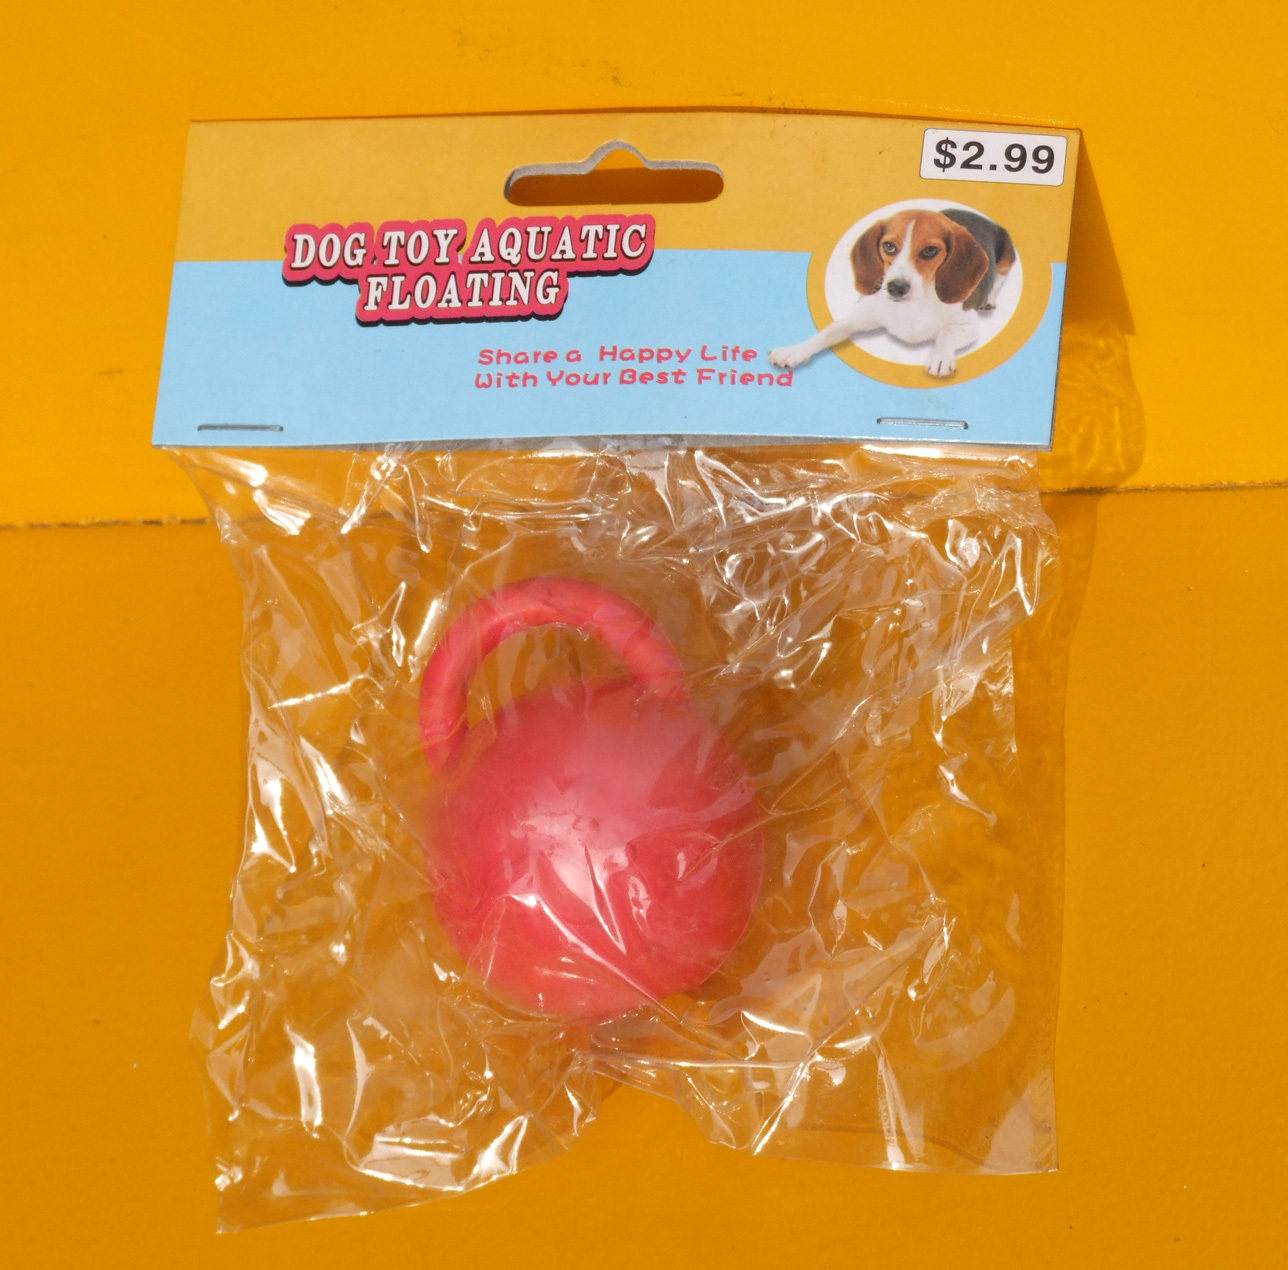 $2.99
DOG TOY AQUATIC
FLOATING
Share a Happy Life
With Your Best Friend